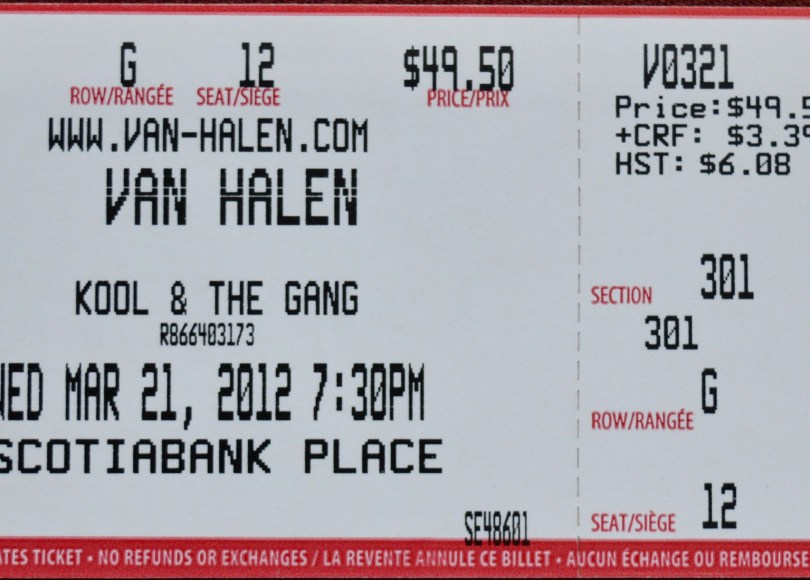 G 12 $49.50
ROW/RANGÉE SEAT/SIÈGE PRICE/PRIX
WWW.VAN-HALEN.COM
VAN HALEN
KOOL & THE GANG
R866403173
WED MAR 21, 2012 7:30PM
SCOTIABANK PLACE
SE48601
V0321
Price:$49.5
+CRF: $3.39
HST: $6.08
SECTION 301
301
ROW/RANGÉE G
SEAT/SIÈGE 12
ATES TICKET • NO REFUNDS OR EXCHANGES / LA REVENTE ANNULE CE BILLET • AUCUN ÉCHANGE OU REMBOURSE